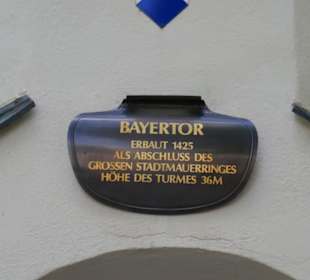 BAYERTOR
ERBAUT 1425
ALS ABSCHLUSS DES
GROSSEN STADTMAUERRINGES
HÖHE DES TURMES 36M